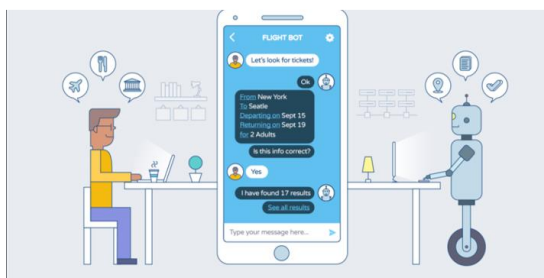 FLIGHT BOT
Let's look for tickets!
Ok
From New York
To Seatle
Departing on Sept 15
Returning on Sept 19
for 2 Adults
Is this info correct?
Yes
I have found 17 results
See all results
Type your message here...